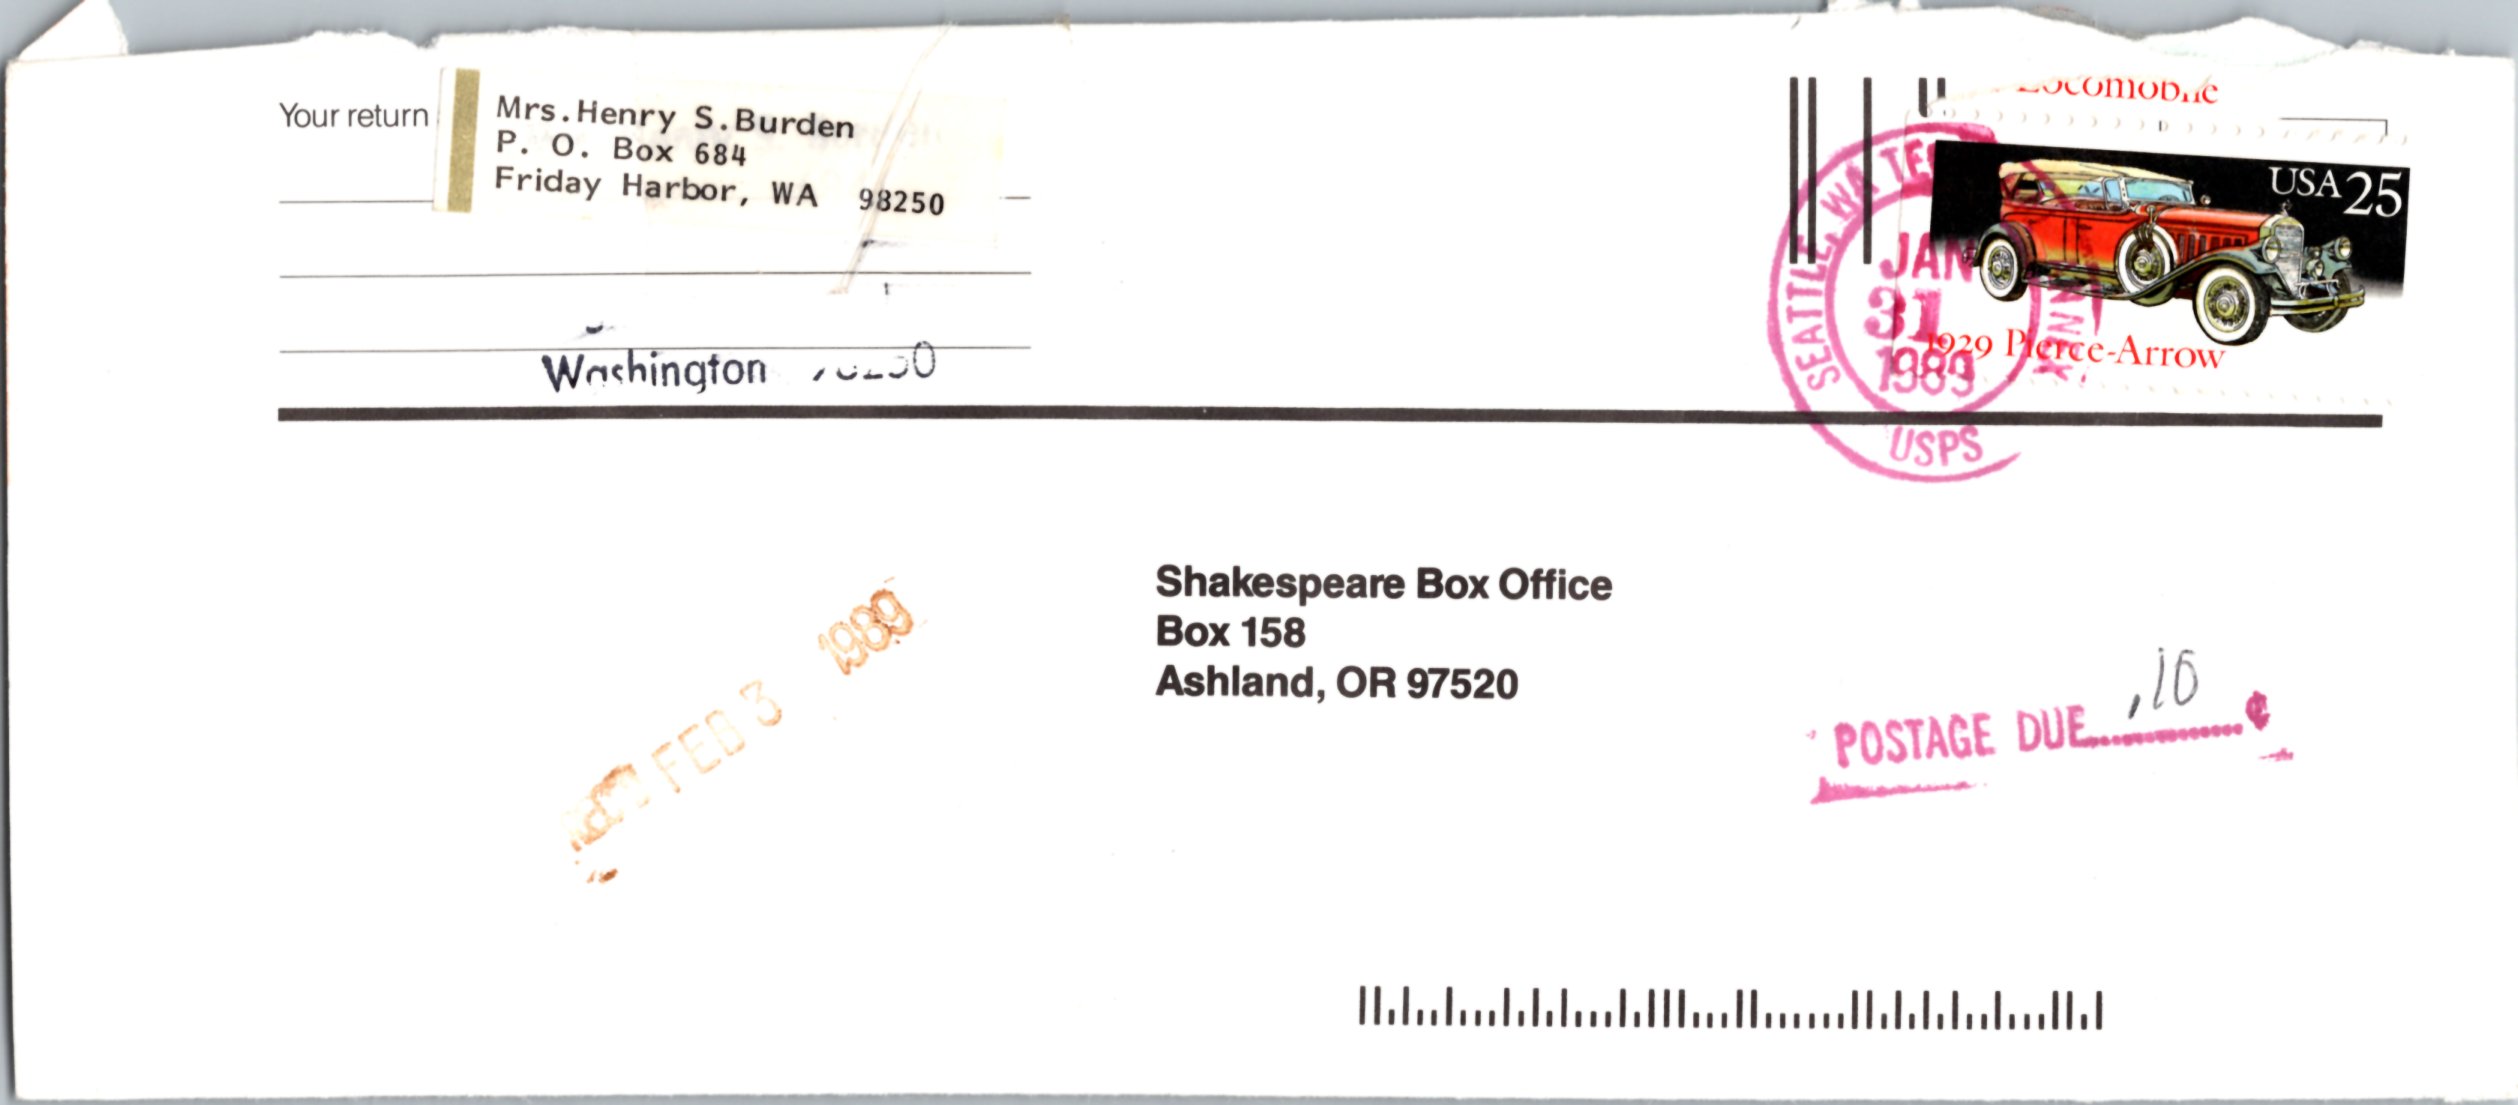 Your return
Mrs.Henry S.Burden
P. O. Box 684
Friday Harbor, WA 98250
Washington
Locomobile
USA 25
1929 Pierce-Arrow
SEATTLE, WA
JAN
31
1989
USPS
Shakespeare Box Office
Box 158
Ashland, OR 97520
FEB 3 1989
POSTAGE DUE ,10 ¢